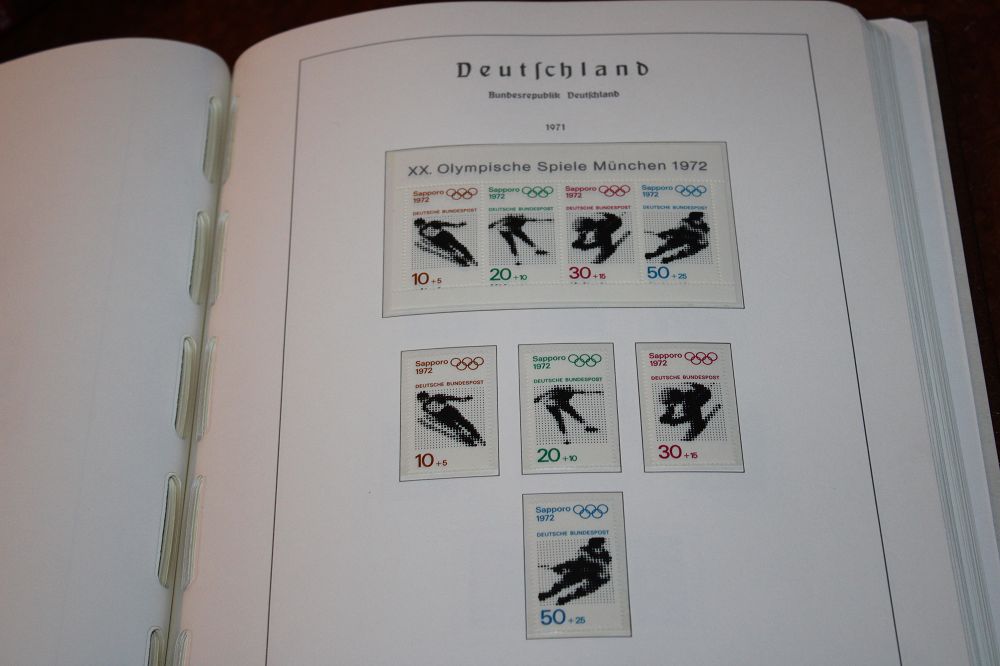 Deutſchland
Bundesrepublik Deutſchland
1971
XX. Olympische Spiele München 1972
Sapporo
1972
DEUTSCHE BUNDESPOST
10+5
Sapporo
1972
DEUTSCHE BUNDESPOST
20+10
Sapporo
1972
DEUTSCHE BUNDESPOST
30+15
Sapporo
1972
DEUTSCHE BUNDESPOST
50+25
Sapporo
1972
DEUTSCHE BUNDESPOST
10+5
Sapporo
1972
DEUTSCHE BUNDESPOST
20+10
Sapporo
1972
DEUTSCHE BUNDESPOST
30+15
Sapporo
1972
DEUTSCHE BUNDESPOST
50+25